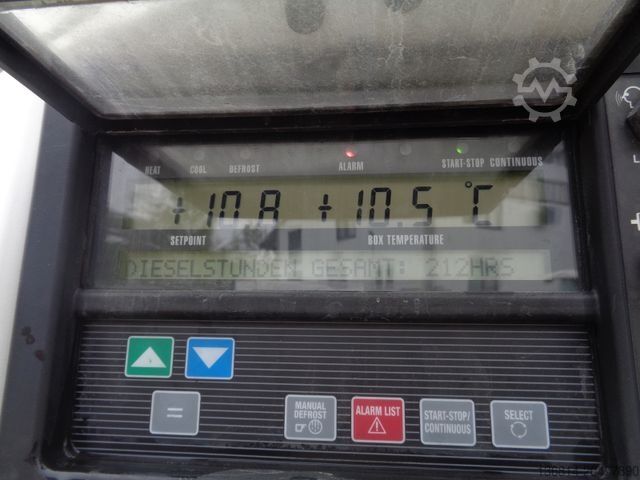 HEAT COOL DEFROST ALARM START-STOP CONTINUOUS
+10.8 +10.5 °C
SETPOINT BOX TEMPERATURE
DIESELSTUNDEN GESAMT: 212HRS
=
MANUAL DEFROST
ALARM LIST
START-STOP/ CONTINUOUS
SELECT